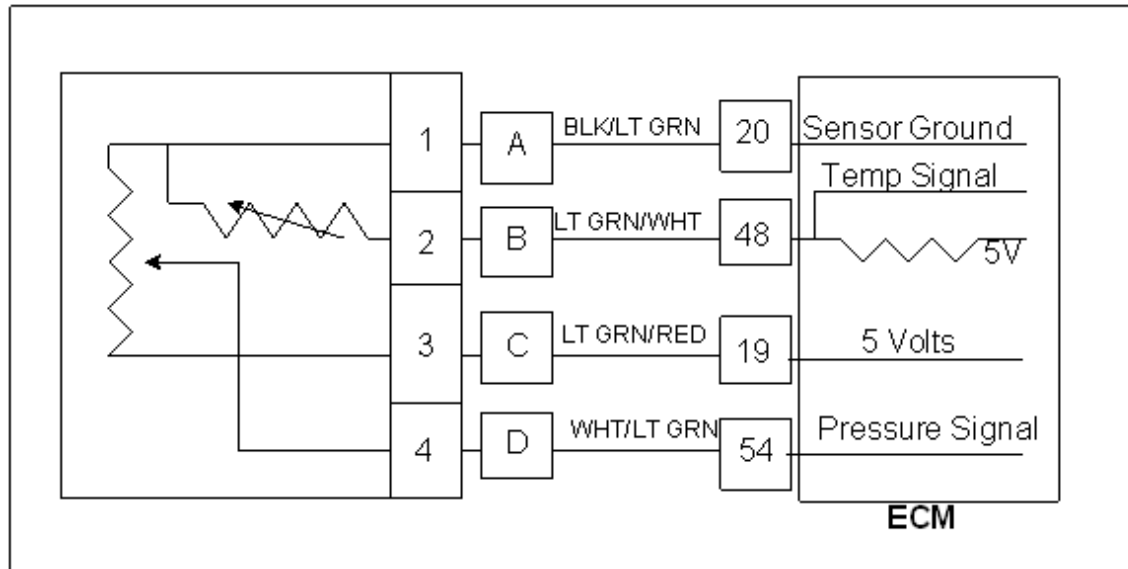 1 A BLK/LT GRN 20 Sensor Ground
Temp Signal
2 B LT GRN/WHT 48 5V
3 C LT GRN/RED 19 5 Volts
4 D WHT/LT GRN 54 Pressure Signal
ECM